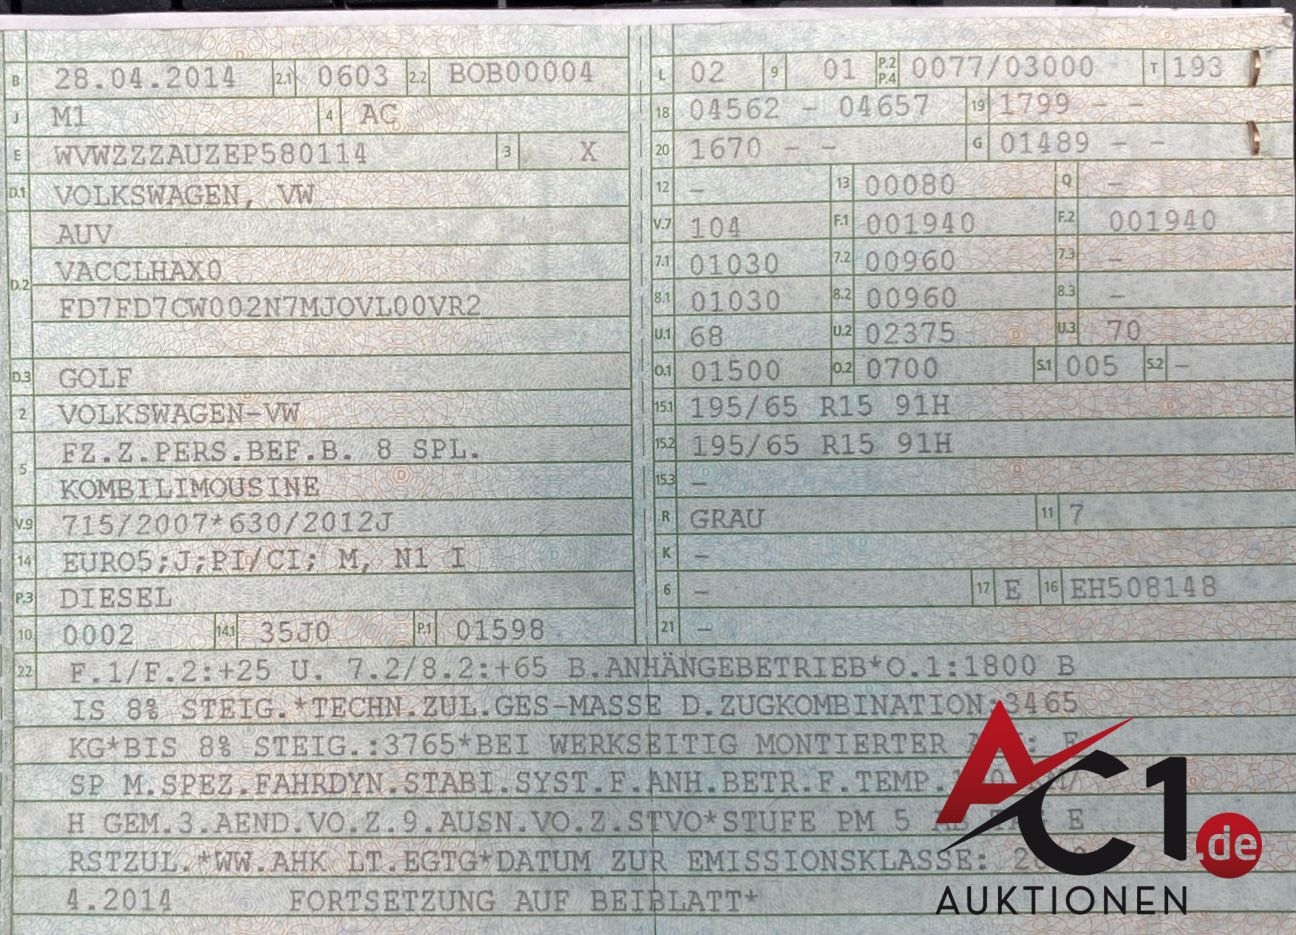 B 28.04.2014 2.1 0603 2.2 BOB00004
J M1 4 AC
E WVWZZZAUZEP580114 3 X
D.1 VOLKSWAGEN, VW
AUV
D.2 VACCLHAX0
FD7FD7CW002N7MJOVL00VR2
D.3 GOLF
2 VOLKSWAGEN-VW
5 FZ.Z.PERS.BEF.B. 8 SPL.
KOMBILIMOUSINE
V.9 715/2007*630/2012J
14 EURO5;J;PI/CI; M, N1 I
P.3 DIESEL
10 0002 14.1 35J0 P.1 01598
L 02 9 01 P.2 P.4 0077/03000 T 193
18 04562 - 04657 19 1799 - -
20 1670 - - G 01489 - -
12 - 13 00080 Q -
V.7 104 F.1 001940 F.2 001940
7.1 01030 7.2 00960 7.3 -
8.1 01030 8.2 00960 8.3 -
U.1 68 U.2 02375 U.3 70
O.1 01500 O.2 0700 S.1 005 S.2 -
15.1 195/65 R15 91H
15.2 195/65 R15 91H
15.3 -
R GRAU 11 7
K -
6 - 17 E 16 EH508148
21 -
22 F.1/F.2:+25 U. 7.2/8.2:+65 B.ANHÄNGEBETRIEB*O.1:1800 B
IS 8% STEIG.*TECHN.ZUL.GES-MASSE D.ZUGKOMBINATION:3465
KG*BIS 8% STEIG.:3765*BEI WERKSEITIG MONTIERTER E
SP M.SPEZ.FAHRDYN.STABI.SYST.F.ANH.BETR.F.TEMP.
H GEM.3.AEND.VO.Z.9.AUSN.VO.Z.STVO*STUFE PM 5 E
RSTZUL.*WW.AHK LT.EGTG*DATUM ZUR EMISSIONSKLASSE:
4.2014 FORTSETZUNG AUF BEIBLATT*
AC1.de
AUKTIONEN